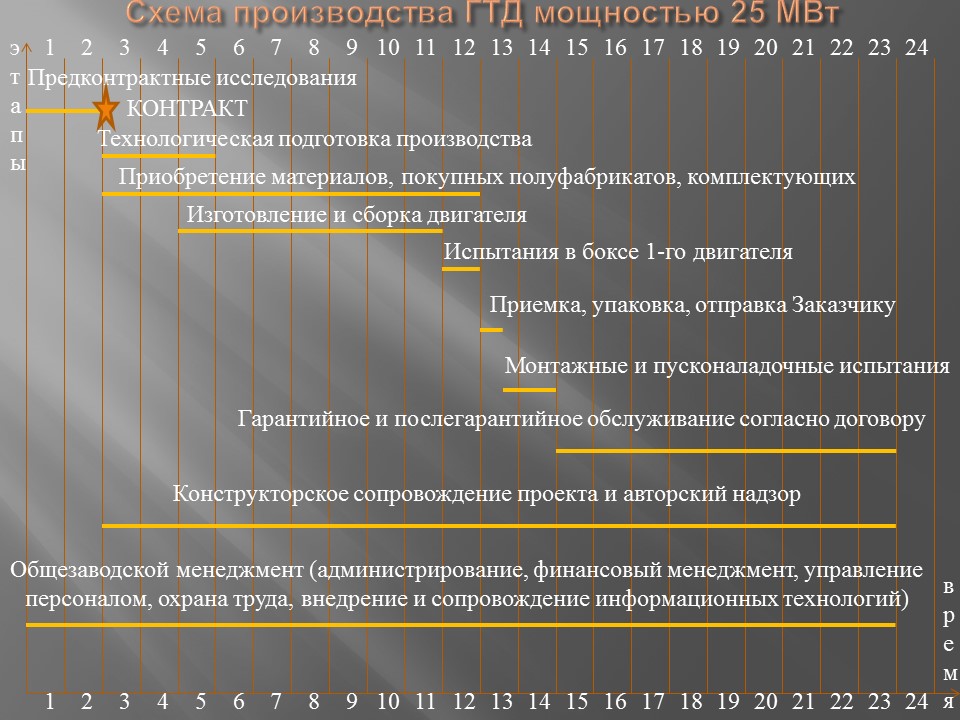 Схема производства ГТД мощностью 25 МВт
этапы
1 2 3 4 5 6 7 8 9 10 11 12 13 14 15 16 17 18 19 20 21 22 23 24
Предконтрактные исследования
КОНТРАКТ
Технологическая подготовка производства
Приобретение материалов, покупных полуфабрикатов, комплектующих
Изготовление и сборка двигателя
Испытания в боксе 1-го двигателя
Приемка, упаковка, отправка Заказчику
Монтажные и пусконаладочные испытания
Гарантийное и послегарантийное обслуживание согласно договору
Конструкторское сопровождение проекта и авторский надзор
Общезаводской менеджмент (администрирование, финансовый менеджмент, управление
персоналом, охрана труда, внедрение и сопровождение информационных технологий)
время
1 2 3 4 5 6 7 8 9 10 11 12 13 14 15 16 17 18 19 20 21 22 23 24